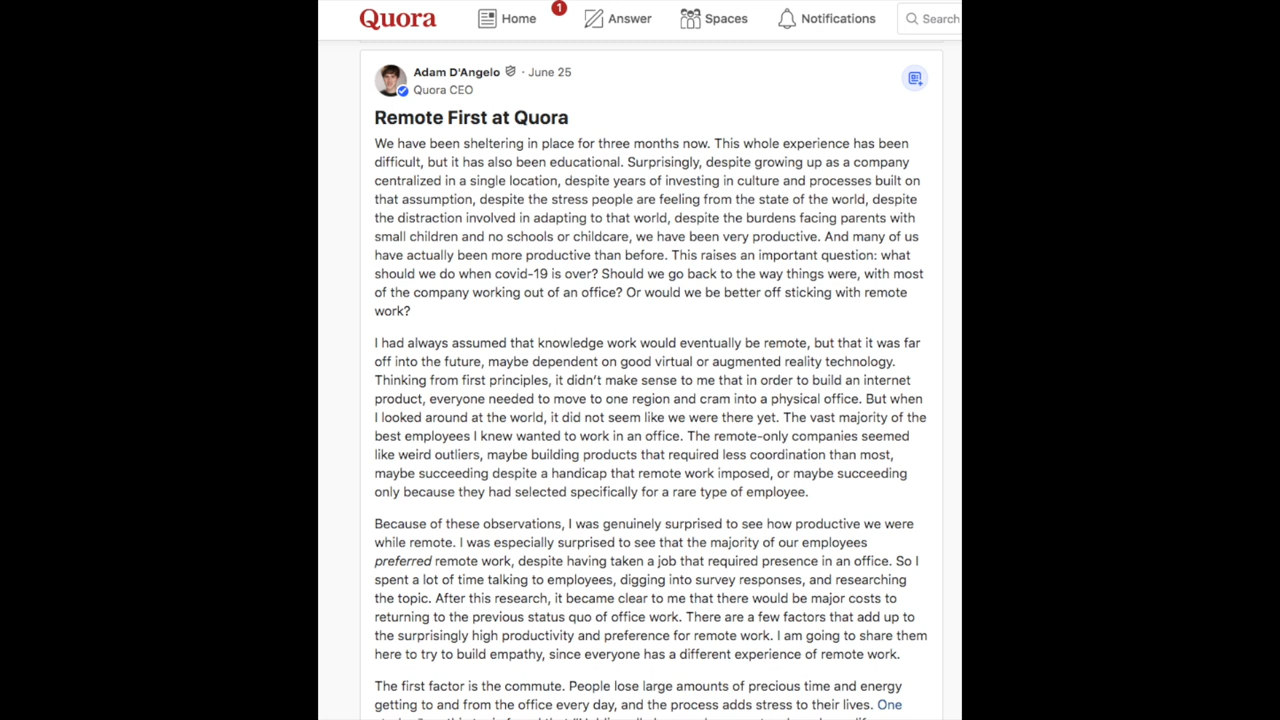 Quora
Home
1
Answer
Spaces
Notifications
Search
Adam D'Angelo · June 25
Quora CEO
Remote First at Quora
We have been sheltering in place for three months now. This whole experience has been
difficult, but it has also been educational. Surprisingly, despite growing up as a company
centralized in a single location, despite years of investing in culture and processes built on
that assumption, despite the stress people are feeling from the state of the world, despite
the distraction involved in adapting to that world, despite the burdens facing parents with
small children and no schools or childcare, we have been very productive. And many of us
have actually been more productive than before. This raises an important question: what
should we do when covid-19 is over? Should we go back to the way things were, with most
of the company working out of an office? Or would we be better off sticking with remote
work?
I had always assumed that knowledge work would eventually be remote, but that it was far
off into the future, maybe dependent on good virtual or augmented reality technology.
Thinking from first principles, it didn't make sense to me that in order to build an internet
product, everyone needed to move to one region and cram into a physical office. But when
I looked around at the world, it did not seem like we were there yet. The vast majority of the
best employees I knew wanted to work in an office. The remote-only companies seemed
like weird outliers, maybe building products that required less coordination than most,
maybe succeeding despite a handicap that remote work imposed, or maybe succeeding
only because they had selected specifically for a rare type of employee.
Because of these observations, I was genuinely surprised to see how productive we were
while remote. I was especially surprised to see that the majority of our employees
preferred remote work, despite having taken a job that required presence in an office. So I
spent a lot of time talking to employees, digging into survey responses, and researching
the topic. After this research, it became clear to me that there would be major costs to
returning to the previous status quo of office work. There are a few factors that add up to
the surprisingly high productivity and preference for remote work. I am going to share them
here to try to build empathy, since everyone has a different experience of remote work.
The first factor is the commute. People lose large amounts of precious time and energy
getting to and from the office every day, and the process adds stress to their lives. One